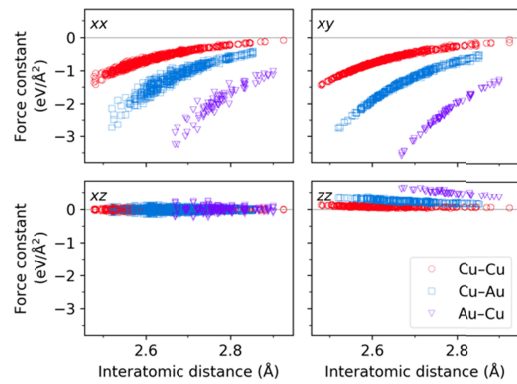 xx
xy
Force constant
(eV/Å²)
0
−1
−2
−3
xz
zz
Force constant
(eV/Å²)
0
−1
−2
−3
Cu–Cu
Cu–Au
Au–Cu
2.6
2.8
2.6
2.8
Interatomic distance (Å)
Interatomic distance (Å)